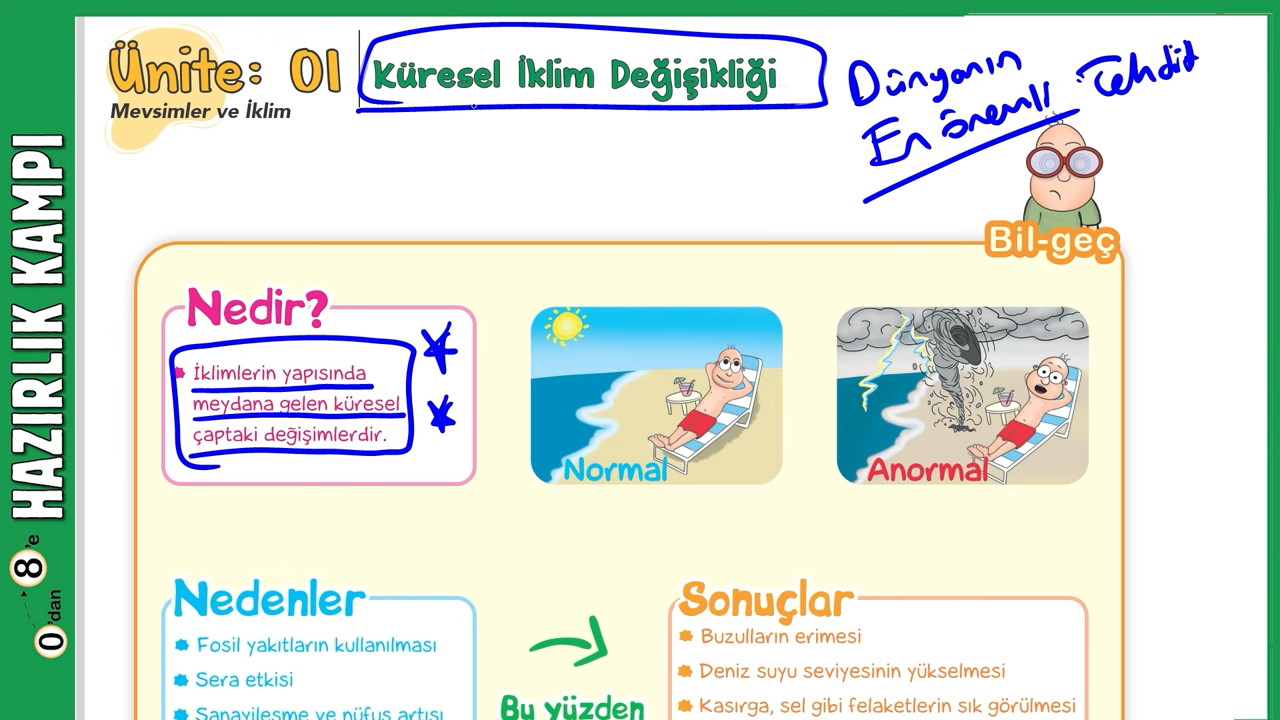 Ünite: 01
Küresel İklim Değişikliği
Mevsimler ve İklim
Dünyanın
En önemli Tehdit
0'dan 8'e
HAZIRLIK KAMPI
Bil-geç
Nedir?
İklimlerin yapısında
meydana gelen küresel
çaptaki değişimlerdir.
Normal
Anormal
Nedenler
Fosil yakıtların kullanılması
Sera etkisi
Sanayileşme ve nüfus artışı
Bu yüzden
Sonuçlar
Buzulların erimesi
Deniz suyu seviyesinin yükselmesi
Kasırga, sel gibi felaketlerin sık görülmesi